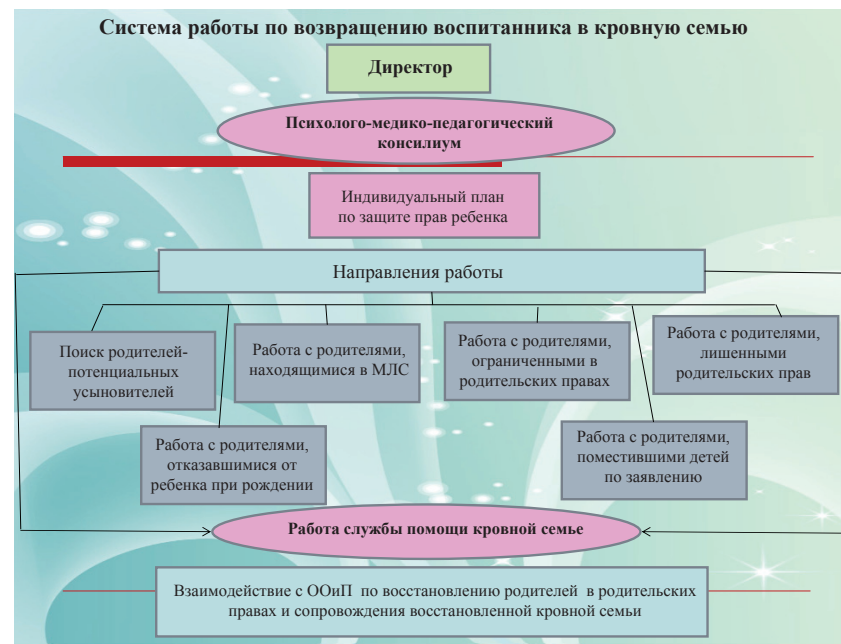 Система работы по возвращению воспитанника в кровную семью
Директор
Психолого-медико-педагогический
консилиум
Индивидуальный план
по защите прав ребенка
Направления работы
Поиск родителей-
потенциальных
усыновителей
Работа с родителями,
находящимися в МЛС
Работа с родителями,
ограниченными в
родительских правах
Работа с родителями,
лишенными
родительских прав
Работа с родителями,
отказавшимися от
ребенка при рождении
Работа с родителями,
поместившими детей
по заявлению
Работа службы помощи кровной семье
Взаимодействие с ООиП по восстановлению родителей в родительских
правах и сопровождения восстановленной кровной семьи